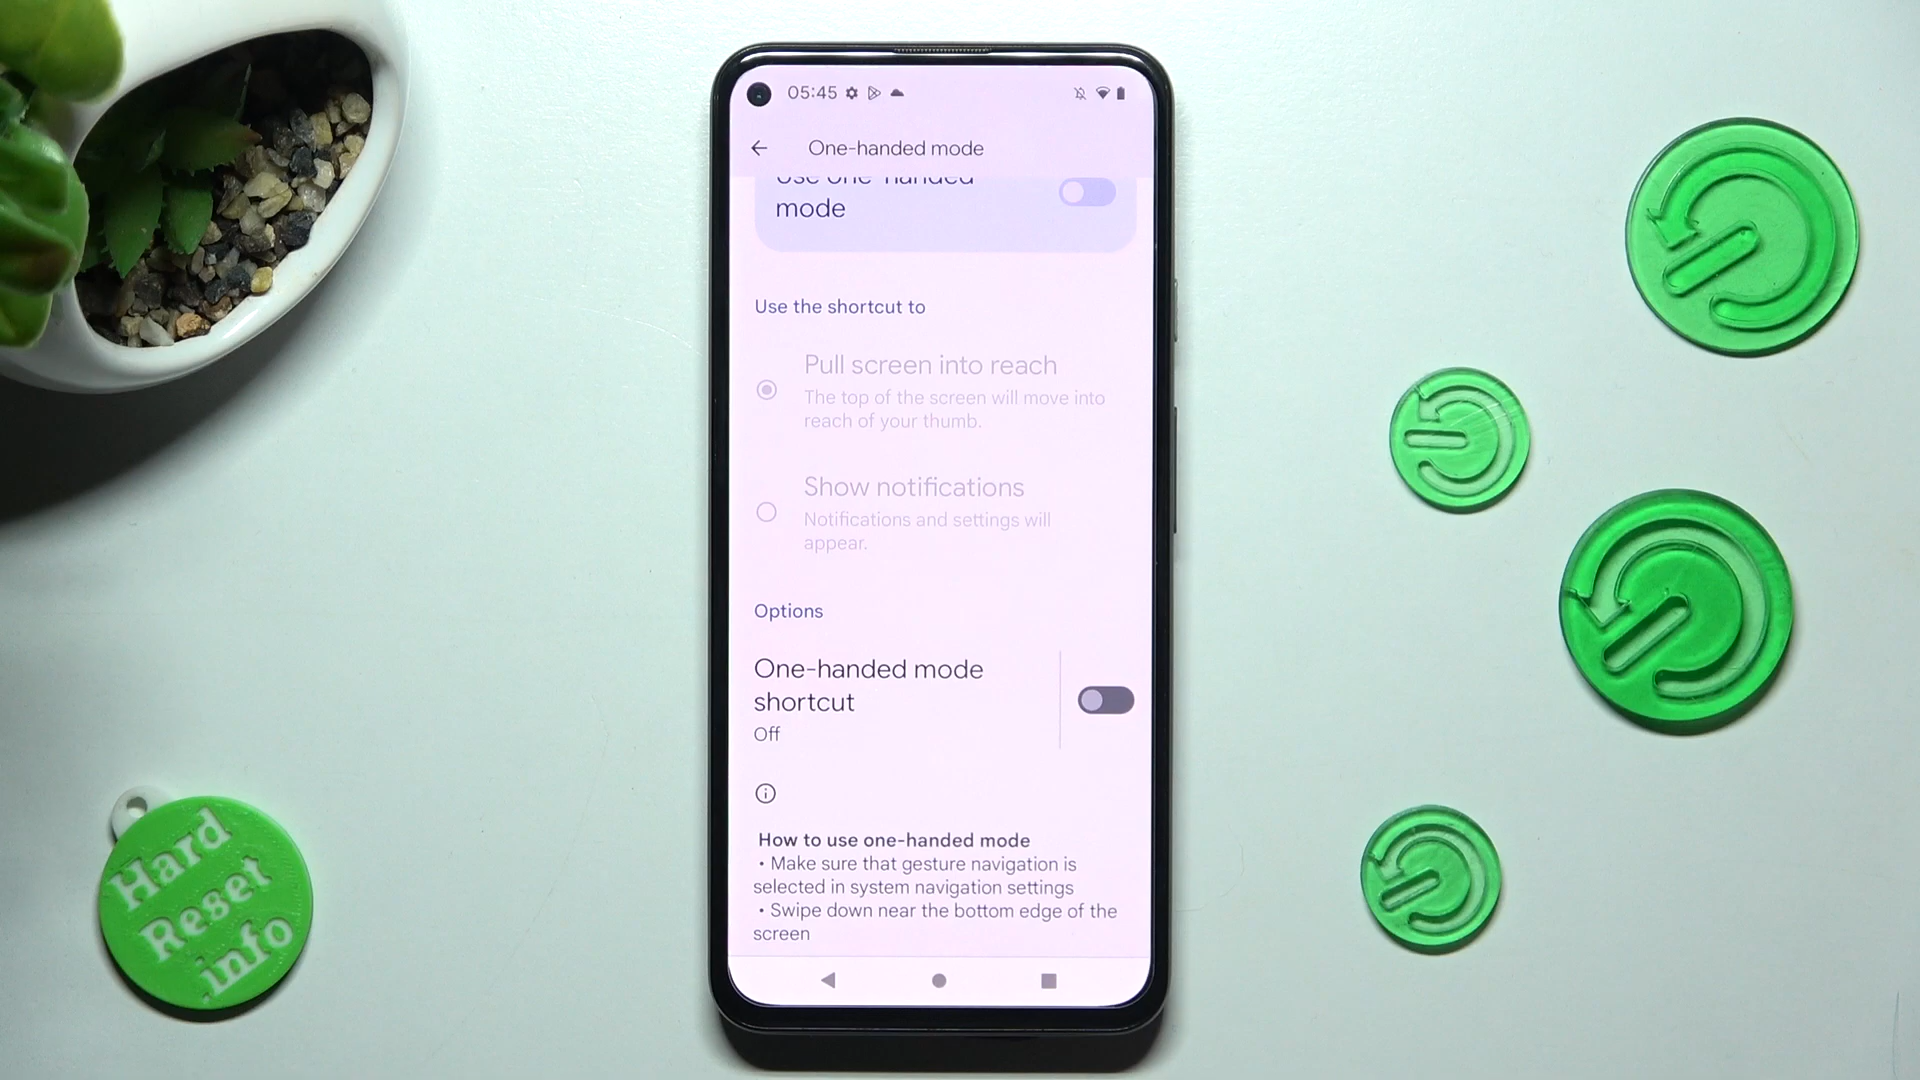 05:45
One-handed mode
Use one-handed
mode
Use the shortcut to
Pull screen into reach
The top of the screen will move into
reach of your thumb.
Show notifications
Notifications and settings will
appear.
Options
One-handed mode
shortcut
Off
How to use one-handed mode
• Make sure that gesture navigation is
selected in system navigation settings
• Swipe down near the bottom edge of the
screen
Hard
Reset
.info